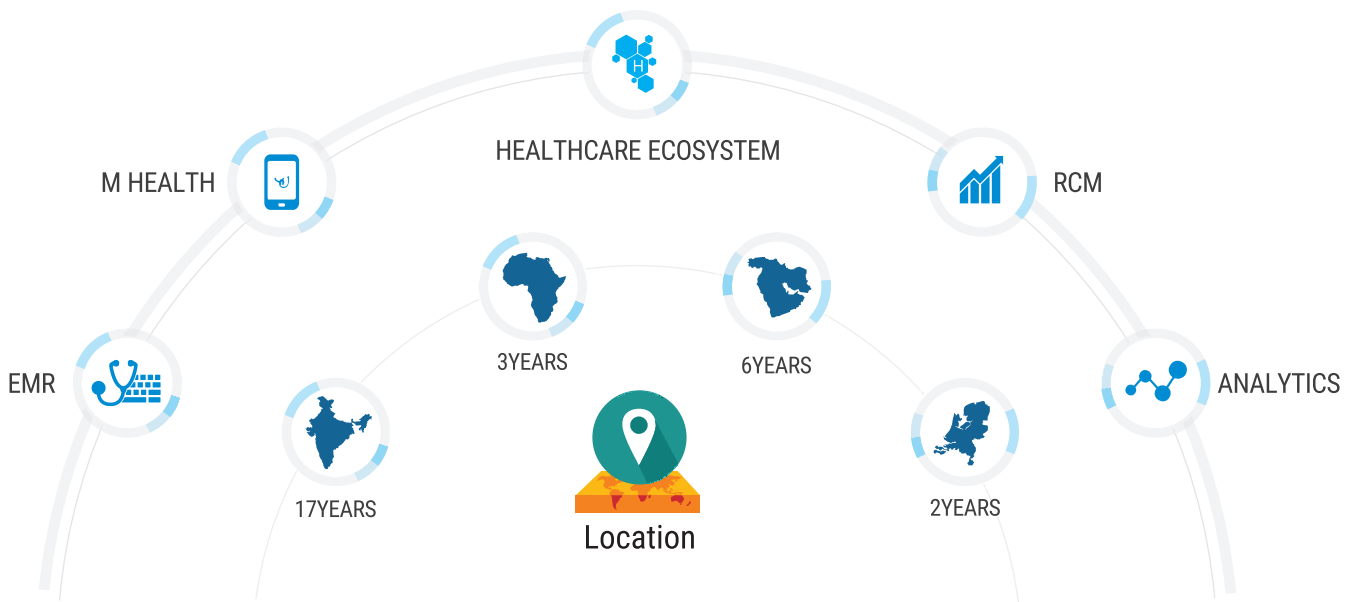 HEALTHCARE ECOSYSTEM
M HEALTH
RCM
EMR
ANALYTICS
3YEARS
6YEARS
17YEARS
2YEARS
Location
H